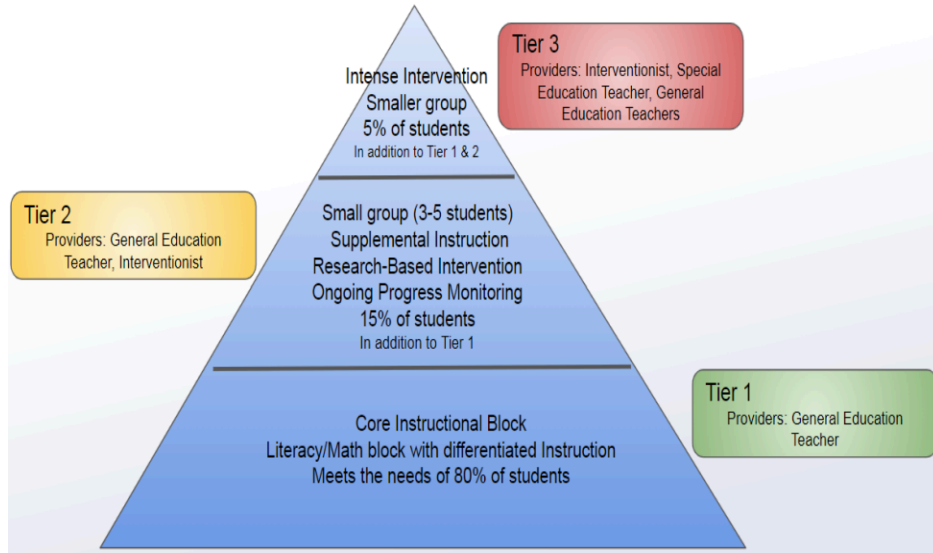 Tier 3
Providers: Interventionist, Special
Education Teacher, General
Education Teachers
Intense Intervention
Smaller group
5% of students
In addition to Tier 1 & 2
Tier 2
Providers: General Education
Teacher, Interventionist
Small group (3-5 students)
Supplemental Instruction
Research-Based Intervention
Ongoing Progress Monitoring
15% of students
In addition to Tier 1
Tier 1
Providers: General Education
Teacher
Core Instructional Block
Literacy/Math block with differentiated Instruction
Meets the needs of 80% of students